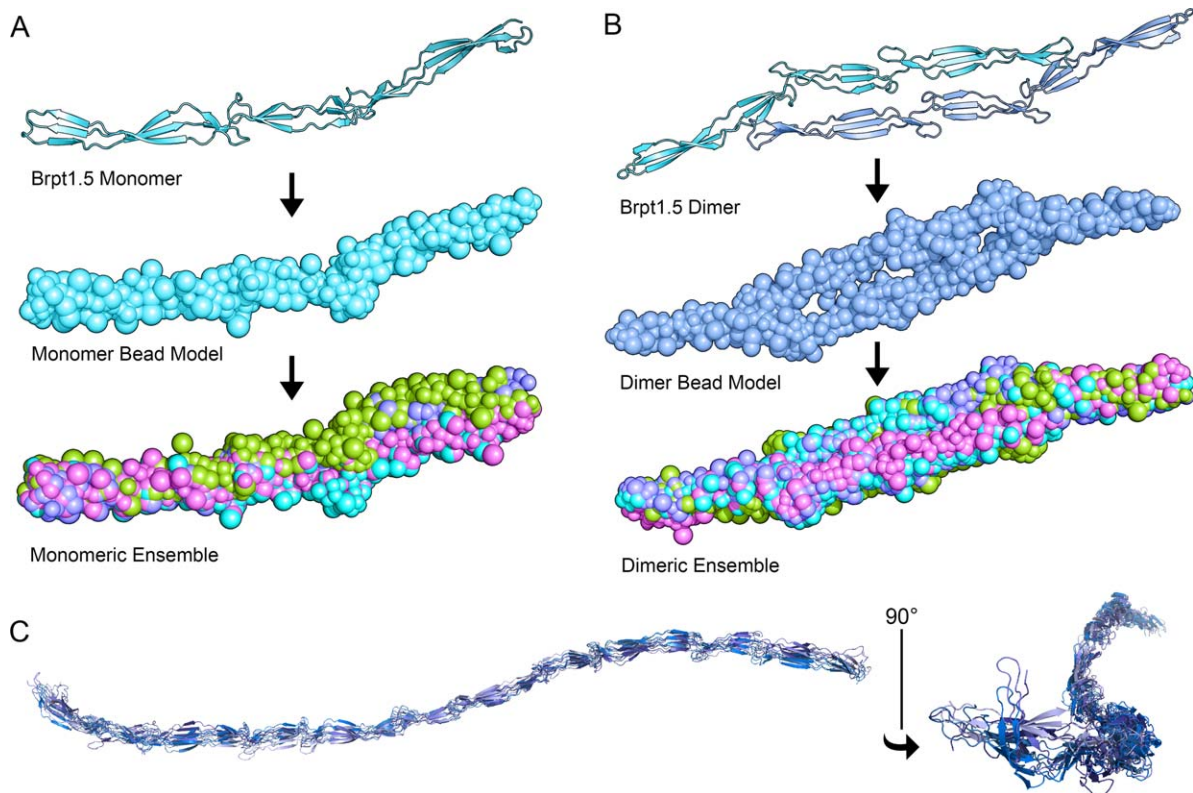 A
B
Brpt1.5 Monomer
Brpt1.5 Dimer
Monomer Bead Model
Dimer Bead Model
Monomeric Ensemble
Dimeric Ensemble
C
90°